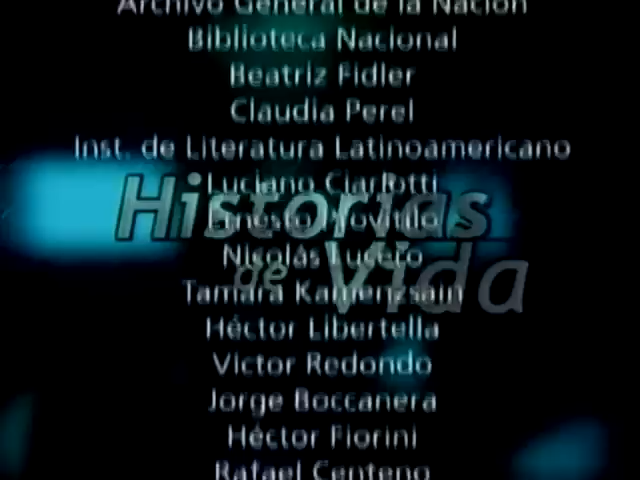 Archivo General de la Nación
Biblioteca Nacional
Beatriz Fidler
Claudia Perel
Inst. de Literatura Latinoamericano
Luciano
Historias
Ernesto
Nicolás Lucero
de Vida
Tamara Kamenszain
Héctor Libertella
Victor Redondo
Jorge Boccanera
Héctor Fiorini
Rafael Centeno